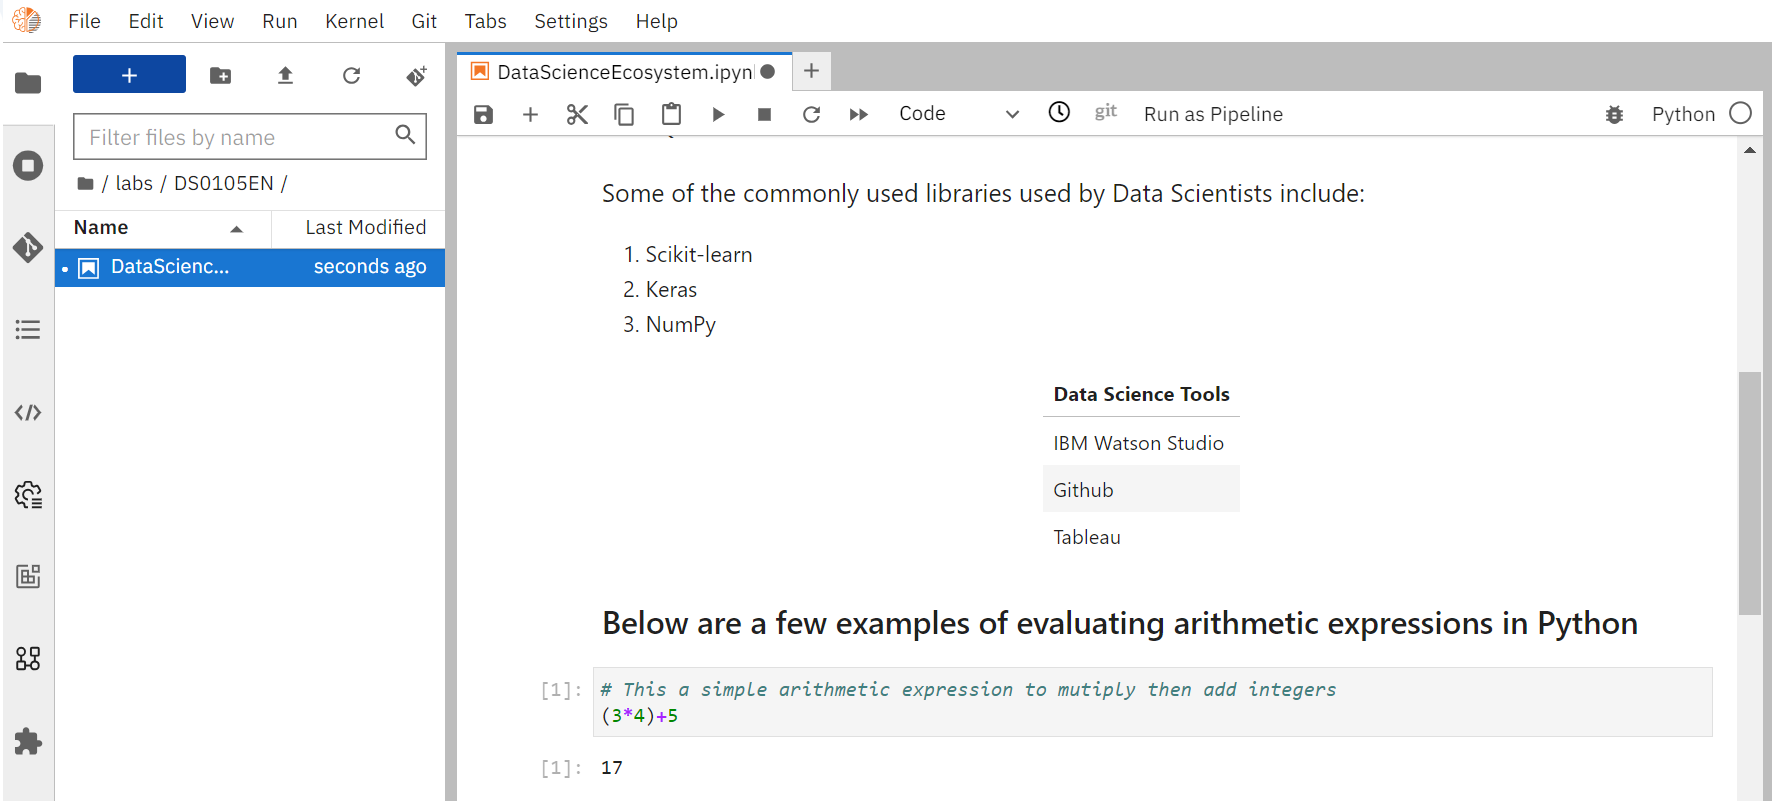 File Edit View Run Kernel Git Tabs Settings Help
+
Filter files by name
/ labs / DS0105EN /
Name Last Modified
DataScienc... seconds ago
DataScienceEcosystem.ipyn
+
Code git Run as Pipeline Python
Some of the commonly used libraries used by Data Scientists include:
1. Scikit-learn
2. Keras
3. NumPy
Data Science Tools
IBM Watson Studio
Github
Tableau
Below are a few examples of evaluating arithmetic expressions in Python
[1]: # This a simple arithmetic expression to mutiply then add integers
(3*4)+5
[1]: 17